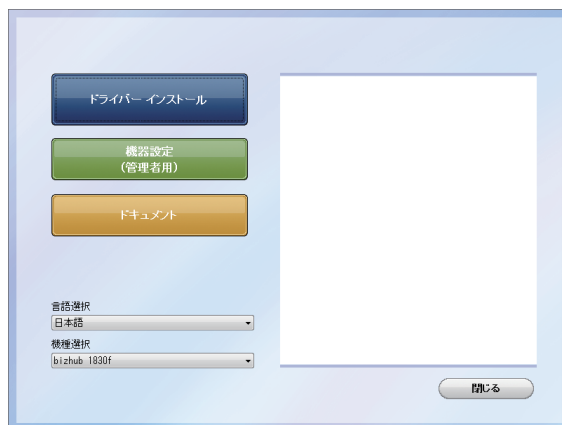 ドライバー インストール
機器設定
(管理者用)
ドキュメント
言語選択
日本語
機種選択
bizhub 1830f
閉じる